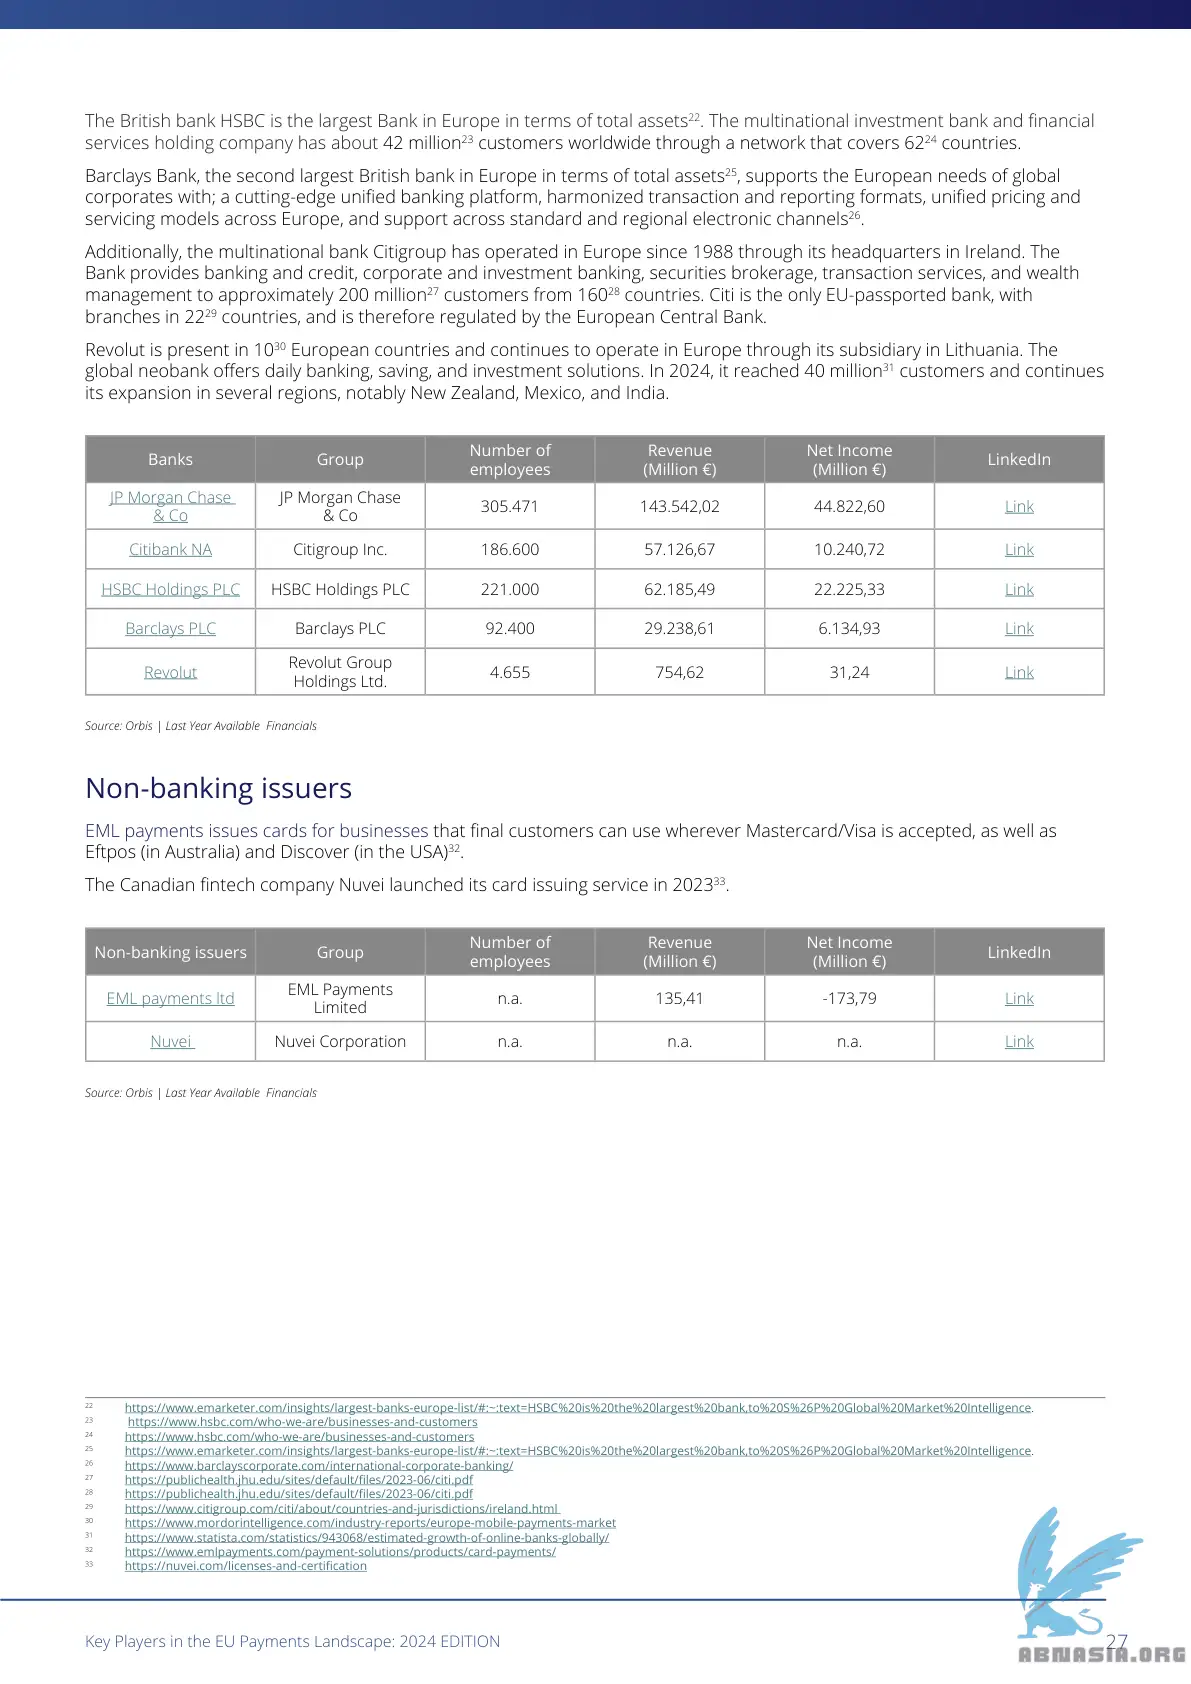 The British bank HSBC is the largest Bank in Europe in terms of total assets22. The multinational investment bank and financial
services holding company has about 42 million23 customers worldwide through a network that covers 6224 countries.
Barclays Bank, the second largest British bank in Europe in terms of total assets25, supports the European needs of global
corporates with; a cutting-edge unified banking platform, harmonized transaction and reporting formats, unified pricing and
servicing models across Europe, and support across standard and regional electronic channels26.
Additionally, the multinational bank Citigroup has operated in Europe since 1988 through its headquarters in Ireland. The
Bank provides banking and credit, corporate and investment banking, securities brokerage, transaction services, and wealth
management to approximately 200 million27 customers from 16028 countries. Citi is the only EU-passported bank, with
branches in 2229 countries, and is therefore regulated by the European Central Bank.
Revolut is present in 1030 European countries and continues to operate in Europe through its subsidiary in Lithuania. The
global neobank offers daily banking, saving, and investment solutions. In 2024, it reached 40 million31 customers and continues
its expansion in several regions, notably New Zealand, Mexico, and India.
Banks Group Number of employees Revenue (Million €) Net Income (Million €) LinkedIn
JP Morgan Chase & Co JP Morgan Chase & Co 305.471 143.542,02 44.822,60 Link
Citibank NA Citigroup Inc. 186.600 57.126,67 10.240,72 Link
HSBC Holdings PLC HSBC Holdings PLC 221.000 62.185,49 22.225,33 Link
Barclays PLC Barclays PLC 92.400 29.238,61 6.134,93 Link
Revolut Revolut Group Holdings Ltd. 4.655 754,62 31,24 Link
Source: Orbis | Last Year Available Financials
Non-banking issuers
EML payments issues cards for businesses that final customers can use wherever Mastercard/Visa is accepted, as well as
Eftpos (in Australia) and Discover (in the USA)32.
The Canadian fintech company Nuvei launched its card issuing service in 202333.
Non-banking issuers Group Number of employees Revenue (Million €) Net Income (Million €) LinkedIn
EML payments ltd EML Payments Limited n.a. 135,41 -173,79 Link
Nuvei Nuvei Corporation n.a. n.a. n.a. Link
Source: Orbis | Last Year Available Financials
22 https://www.emarketer.com/insights/largest-banks-europe-list/#:~:text=HSBC%20is%20the%20largest%20bank,to%20S%26P%20Global%20Market%20Intelligence.
23 https://www.hsbc.com/who-we-are/businesses-and-customers
24 https://www.hsbc.com/who-we-are/businesses-and-customers
25 https://www.emarketer.com/insights/largest-banks-europe-list/#:~:text=HSBC%20is%20the%20largest%20bank,to%20S%26P%20Global%20Market%20Intelligence.
26 https://www.barclayscorporate.com/international-corporate-banking/
27 https://publichealth.jhu.edu/sites/default/files/2023-06/citi.pdf
28 https://publichealth.jhu.edu/sites/default/files/2023-06/citi.pdf
29 https://www.citigroup.com/citi/about/countries-and-jurisdictions/ireland.html
30 https://www.mordorintelligence.com/industry-reports/europe-mobile-payments-market
31 https://www.statista.com/statistics/943068/estimated-growth-of-online-banks-globally/
32 https://www.emlpayments.com/payment-solutions/products/card-payments/
33 https://nuvei.com/licenses-and-certification
Key Players in the EU Payments Landscape: 2024 EDITION
27
ABNASIA.ORG